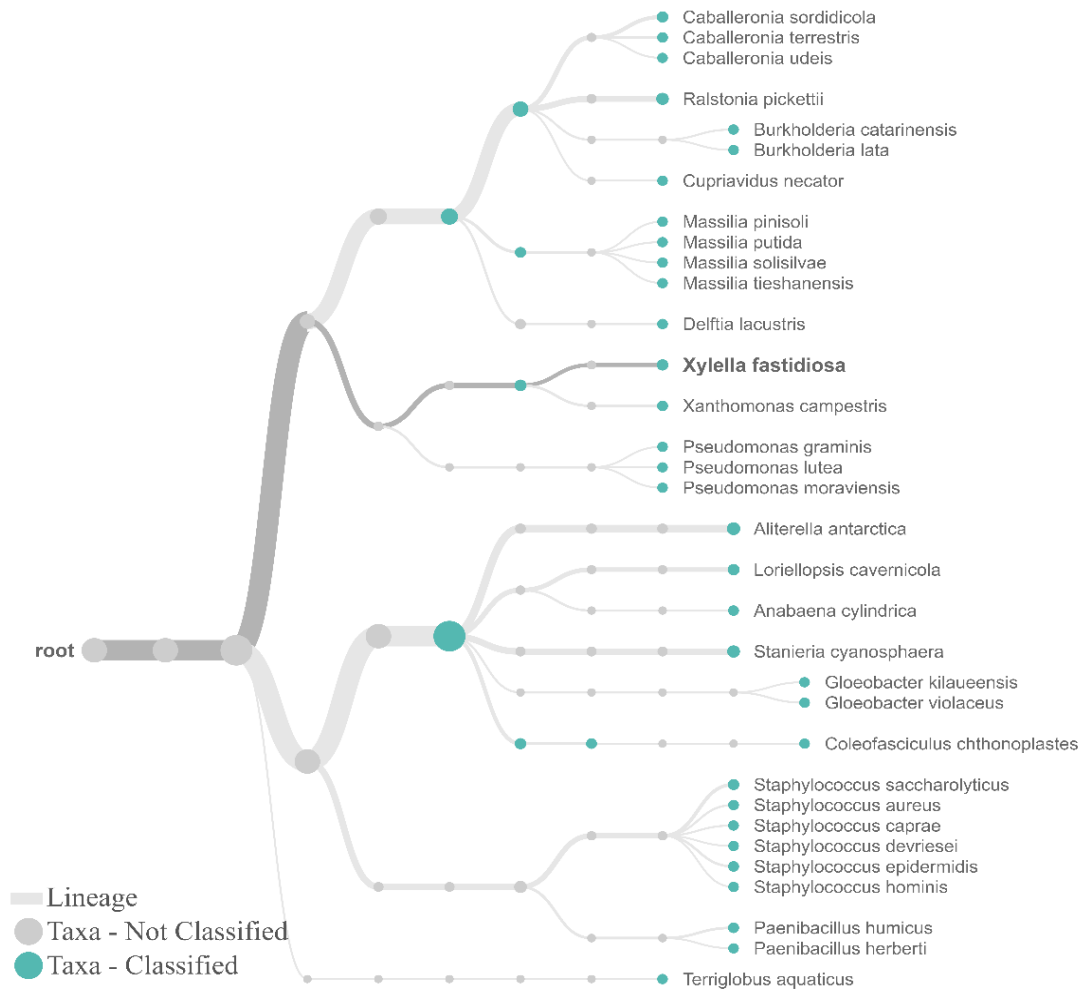 Caballeronia sordidicola
Caballeronia terrestris
Caballeronia udeis
Ralstonia pickettii
Burkholderia catarinensis
Burkholderia lata
Cupriavidus necator
Massilia pinisoli
Massilia putida
Massilia solisilvae
Massilia tieshanensis
Delftia lacustris
Xylella fastidiosa
Xanthomonas campestris
Pseudomonas graminis
Pseudomonas lutea
Pseudomonas moraviensis
Aliterella antarctica
Loriellopsis cavernicola
Anabaena cylindrica
root
Stanieria cyanosphaera
Gloeobacter kilaueensis
Gloeobacter violaceus
Coleofasciculus chthonoplastes
Staphylococcus saccharolyticus
Staphylococcus aureus
Staphylococcus caprae
Staphylococcus devriesei
Staphylococcus epidermidis
Staphylococcus hominis
Paenibacillus humicus
Paenibacillus herberti
Terriglobus aquaticus
Lineage
Taxa - Not Classified
Taxa - Classified